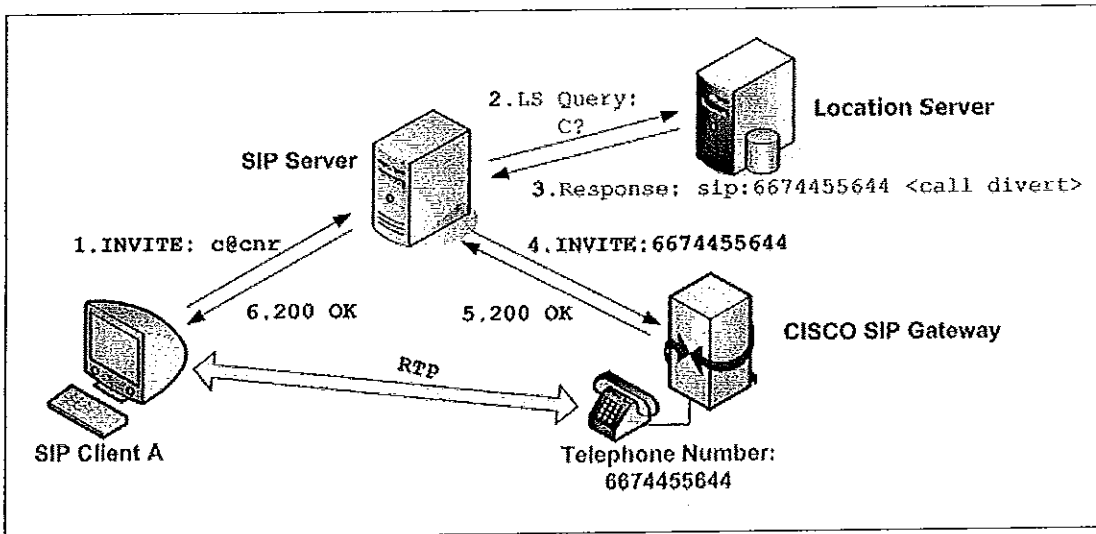 2.LS Query:
C?
Location Server
SIP Server
3.Response: sip:6674455644 <call divert>
1.INVITE: c@cnr
4.INVITE:6674455644
6.200 OK
5.200 OK
CISCO SIP Gateway
RTP
SIP Client A
Telephone Number:
6674455644